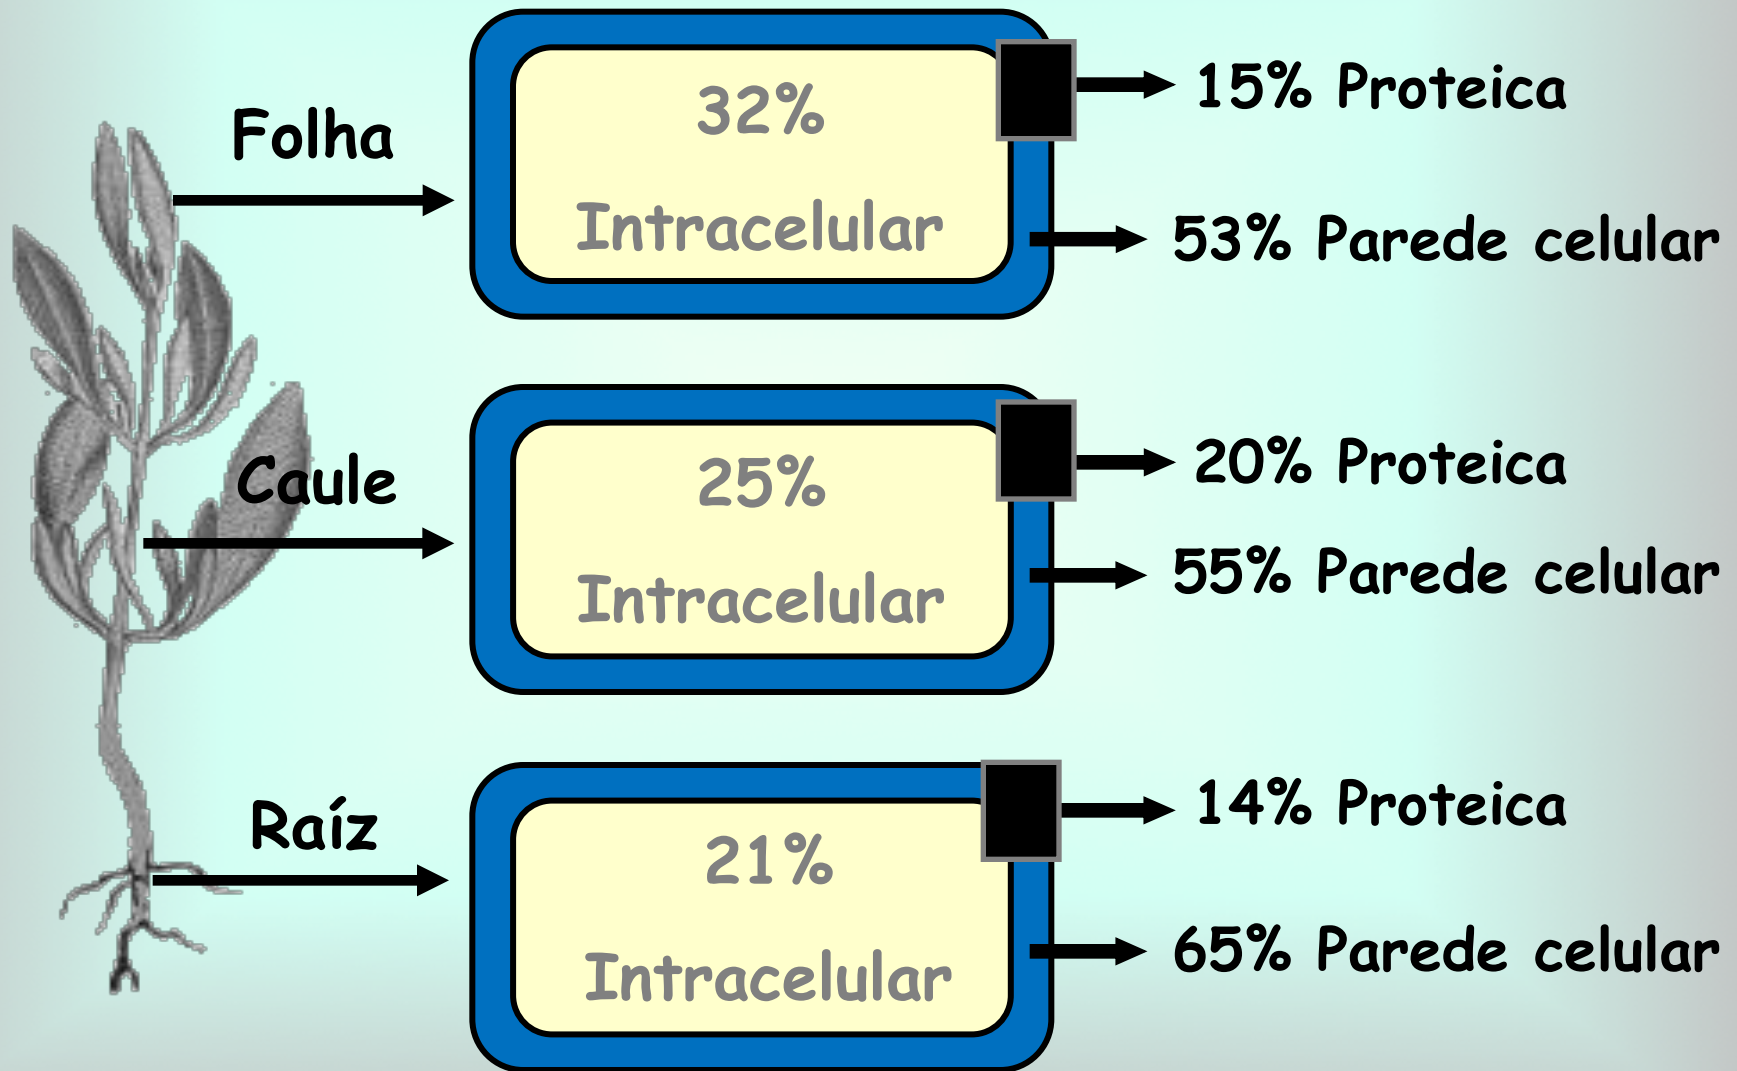 Folha
32%
Intracelular
15% Proteica
53% Parede celular
Caule
25%
Intracelular
20% Proteica
55% Parede celular
Raíz
21%
Intracelular
14% Proteica
65% Parede celular